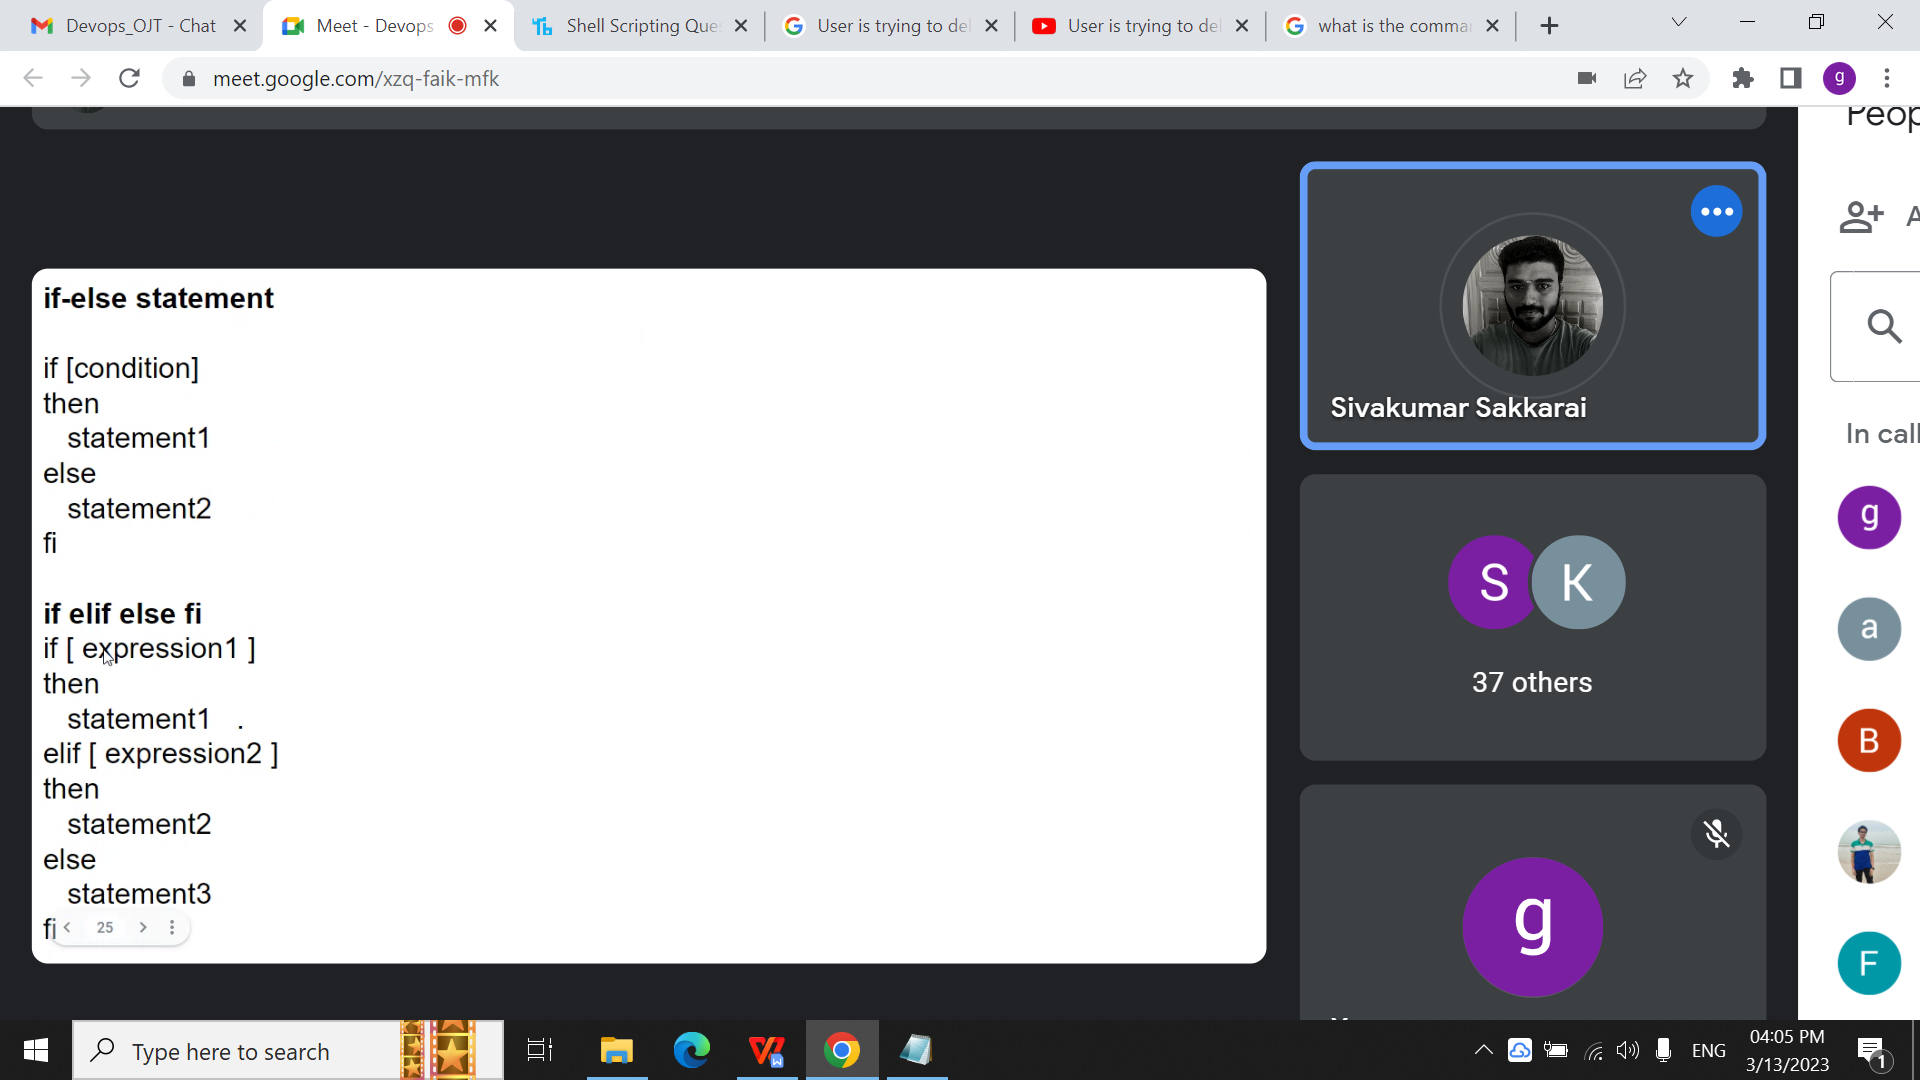 Devops_OJT - Chat
Meet - Devops
Shell Scripting Que
User is trying to del
User is trying to del
what is the comma
meet.google.com/xzq-faik-mfk
g
if-else statement
if [condition]
then
statement1
else
statement2
fi
if elif else fi
if [ expression1 ]
then
statement1 .
elif [ expression2 ]
then
statement2
else
statement3
fi
25
Sivakumar Sakkarai
S
K
37 others
g
In call
g
a
B
F
Type here to search
ENG
04:05 PM
3/13/2023
1